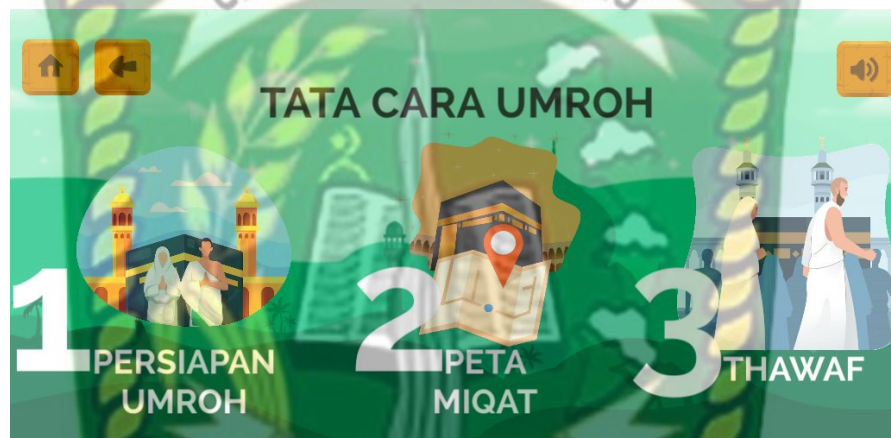 TATA CARA UMROH
1
PERSIAPAN
UMROH
2
PETA
MIQAT
3
THAWAF